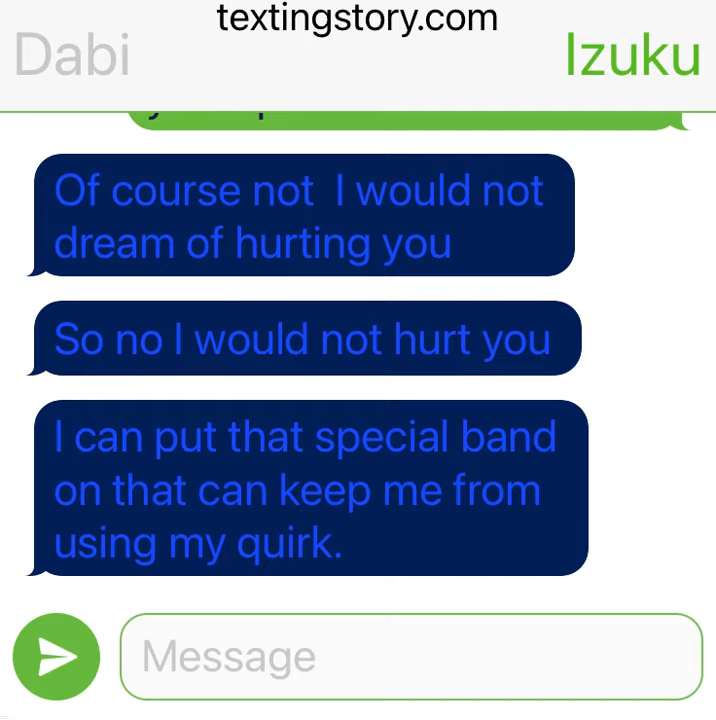 textingstory.com
Dabi
Izuku
Of course not  I would not
dream of hurting you
So no I would not hurt you
I can put that special band
on that can keep me from
using my quirk.
Message